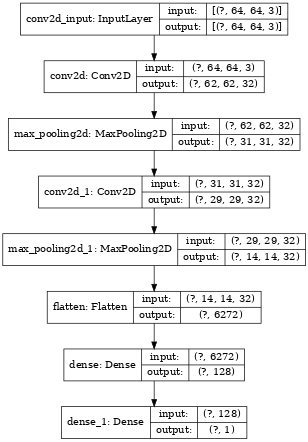 conv2d_input: InputLayer input: [(?, 64, 64, 3)]
output: [(?, 64, 64, 3)]
conv2d: Conv2D input: (?, 64, 64, 3)
output: (?, 62, 62, 32)
max_pooling2d: MaxPooling2D input: (?, 62, 62, 32)
output: (?, 31, 31, 32)
conv2d_1: Conv2D input: (?, 31, 31, 32)
output: (?, 29, 29, 32)
max_pooling2d_1: MaxPooling2D input: (?, 29, 29, 32)
output: (?, 14, 14, 32)
flatten: Flatten input: (?, 14, 14, 32)
output: (?, 6272)
dense: Dense input: (?, 6272)
output: (?, 128)
dense_1: Dense input: (?, 128)
output: (?, 1)